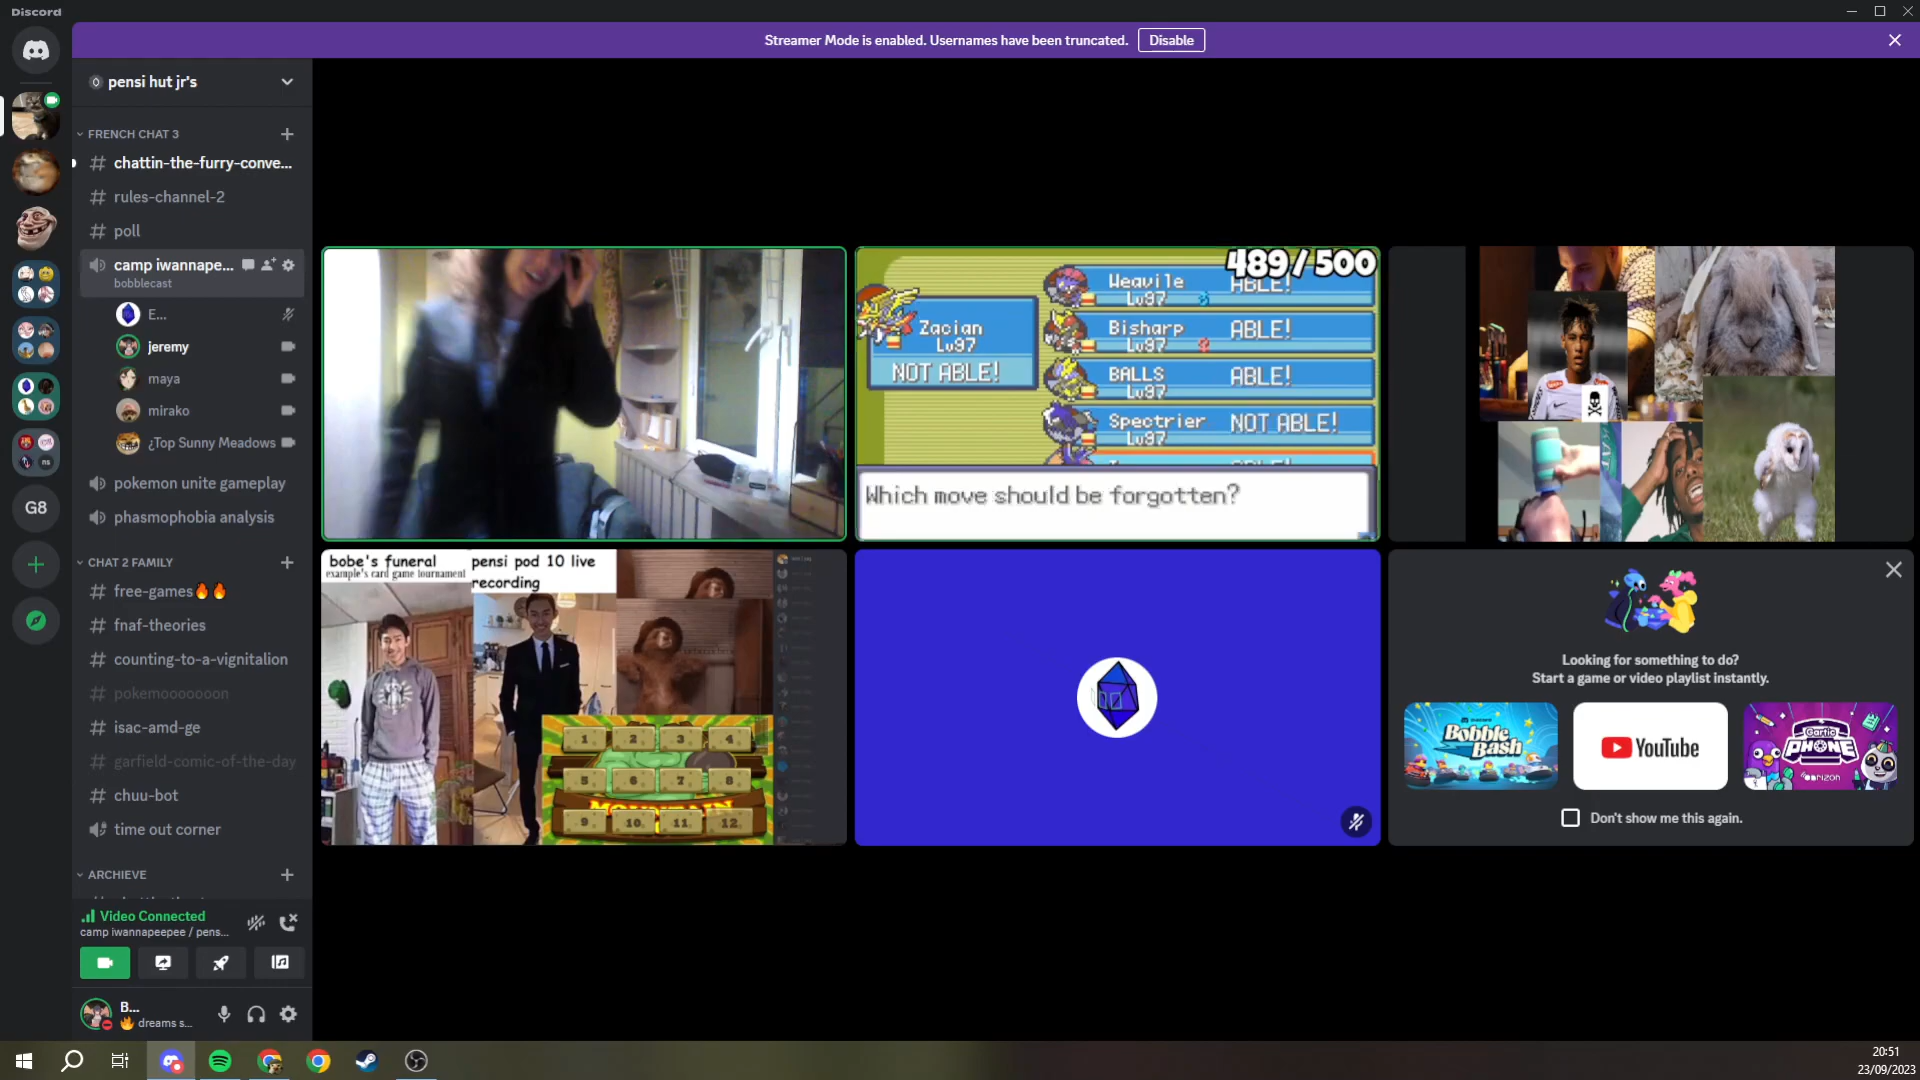 Discord
Streamer Mode is enabled. Usernames have been truncated.
Disable
pensi hut jr's
FRENCH CHAT 3
chattin-the-furry-conve...
rules-channel-2
poll
camp iwannape...
bobblecast
E...
jeremy
maya
mirako
¿Top Sunny Meadows
pokemon unite gameplay
phasmophobia analysis
G8
CHAT 2 FAMILY
free-games🔥🔥
fnaf-theories
counting-to-a-vignitalion
pokemooooooon
isac-amd-ge
garfield-comic-of-the-day
chuu-bot
time out corner
ARCHIEVE
Video Connected
camp iwannapeepee / pens...
B...
🔥 dreams s...
489/500
Weavile
Lv97
ABLE!
Zacian
Lv97
NOT ABLE!
Bisharp
Lv97
ABLE!
BALLS
Lv97
ABLE!
Spectrier
Lv97
NOT ABLE!
Which move should be forgotten?
bobe's funeral
example's card game tournament
pensi pod 10 live
recording
1 2 3 4
5 6 7 8
MOUNTAIN
9 10 11 12
Looking for something to do?
Start a game or video playlist instantly.
Bobble
Bash
YouTube
Gartic
PHONE
Don't show me this again.
20:51
23/09/2023